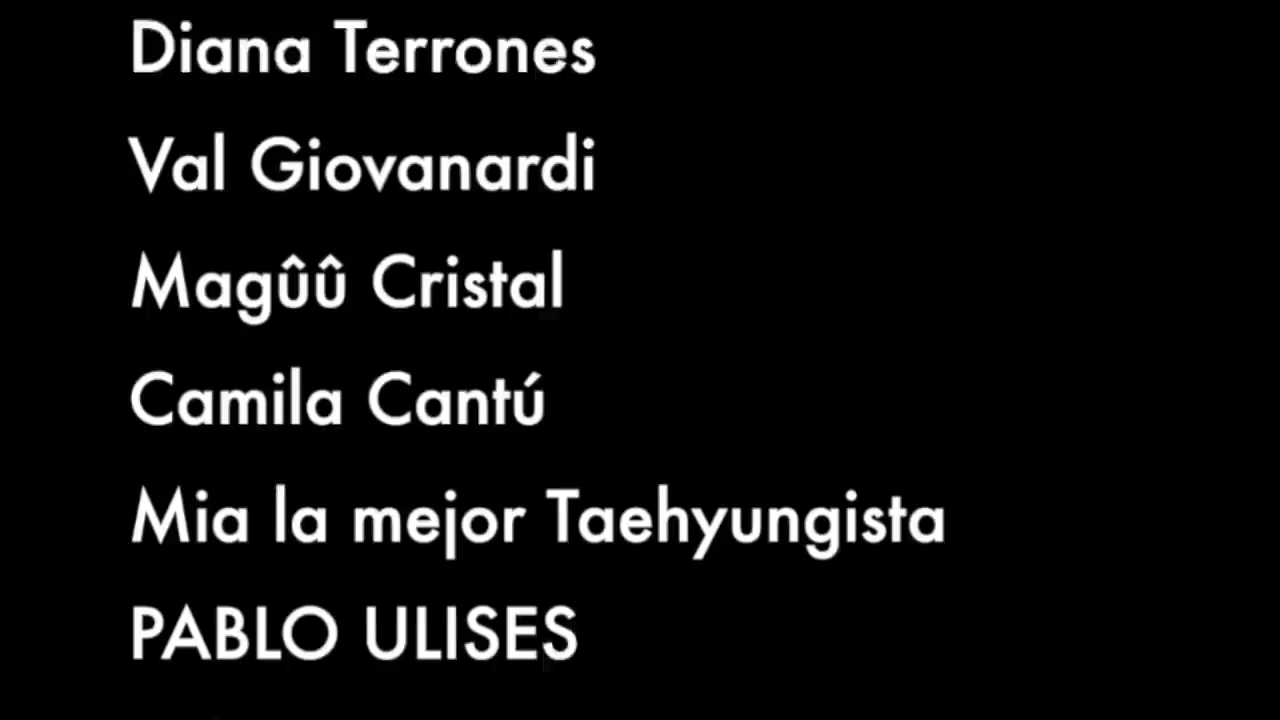 Diana Terrones
Val Giovanardi
Magûû Cristal
Camila Cantú
Mia la mejor Taehyungista
PABLO ULISES